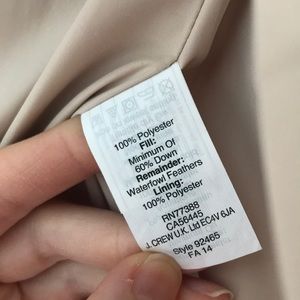 100% Polyester
Fill:
Minimum Of
60% Down
Remainder:
Waterfowl Feathers
Lining:
100% Polyester
RN77388
CA56445
J. CREW U.K. Ltd EC4V 6JA
Style 92465
FA 14